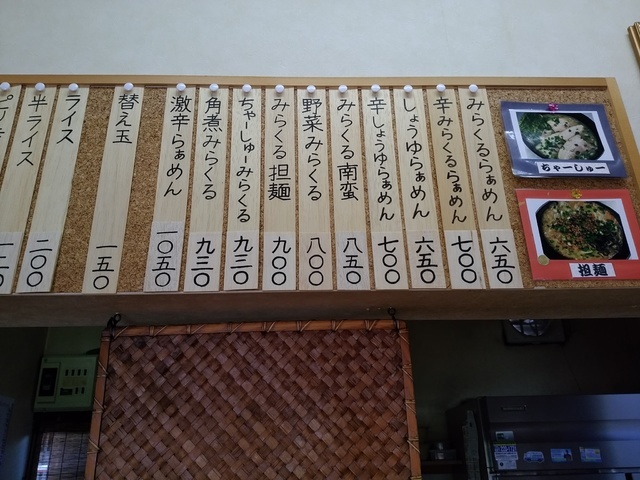 みらくるらぁめん 六五〇
辛みらくるらぁめん 七〇〇
しょうゆらぁめん 六五〇
辛しょうゆらぁめん 七〇〇
みらくる南蛮 八五〇
野菜みらくる 八〇〇
みらくる担麺 九〇〇
ちゃーしゅーみらくる 九三〇
角煮みらくる 九三〇
激辛らぁめん 一〇五〇
替え玉 一五〇
ライス 二〇〇
半ライス
ちゃーしゅー
担麺